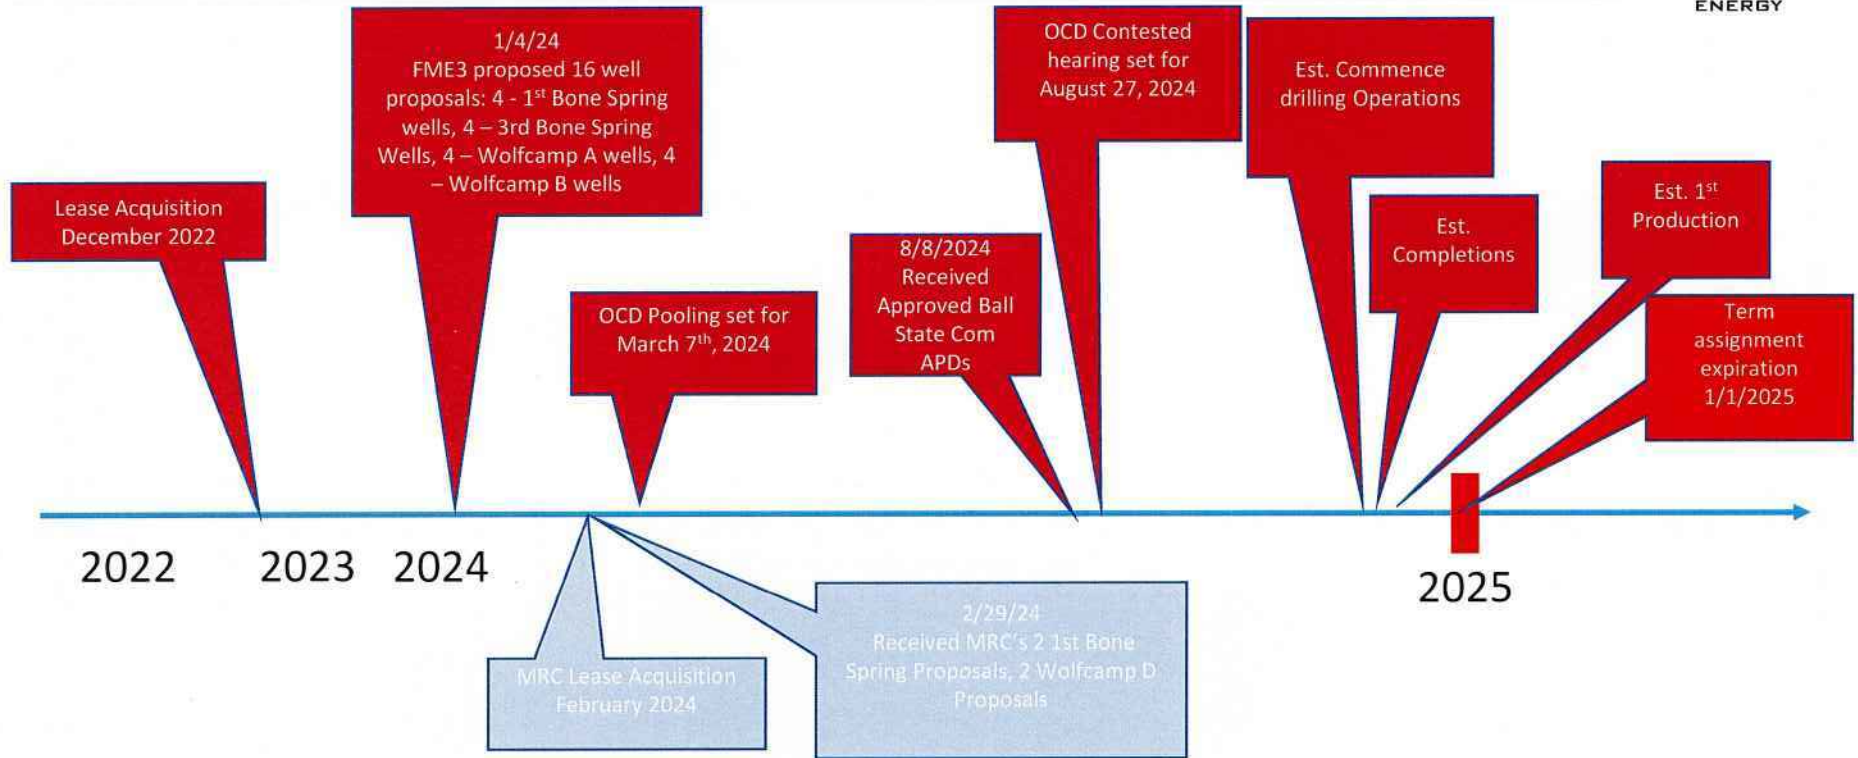 ENERGY
1/4/24
FME3 proposed 16 well
proposals: 4 - 1st Bone Spring
wells, 4 – 3rd Bone Spring
Wells, 4 – Wolfcamp A wells, 4
– Wolfcamp B wells
OCD Contested
hearing set for
August 27, 2024
Est. Commence
drilling Operations
Lease Acquisition
December 2022
OCD Pooling set for
March 7th, 2024
8/8/2024
Received
Approved Ball
State Com
APDs
Est.
Completions
Est. 1st
Production
Term
assignment
expiration
1/1/2025
2022
2023
2024
2025
MRC Lease Acquisition
February 2024
2/29/24
Received MRC's 2 1st Bone
Spring Proposals, 2 Wolfcamp D
Proposals